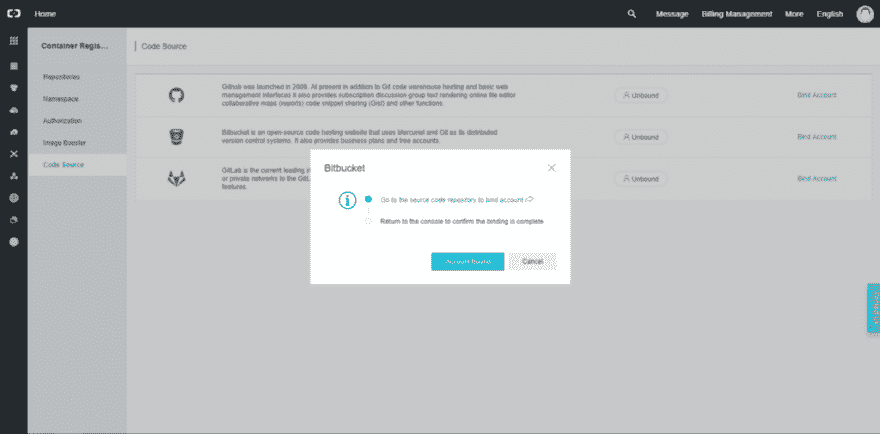 Home
Message
Billing Management
More
English
Container Regis...
Code Source
Repositories
Namespace
Authorization
Image Booster
Code Source
Github was launched in 2008. At present in addition to Git code warehouse hosting and basic web
management interfaces it also provides subscription discussion group text rendering online file editor
collaborative maps (reports) code snippet sharing (Gist) and other functions.
Unbound
Bind Account
Bitbucket is an open-source code hosting website that uses Mercurial and Git as its distributed
version control systems. It also provides business plans and free accounts.
Unbound
Bind Account
GitLab is the current leading
or private networks to the Git
features.
Unbound
Bind Account
Bitbucket
Go to the source code repository to bind account
Return to the console to confirm the binding is complete
Account
Cancel